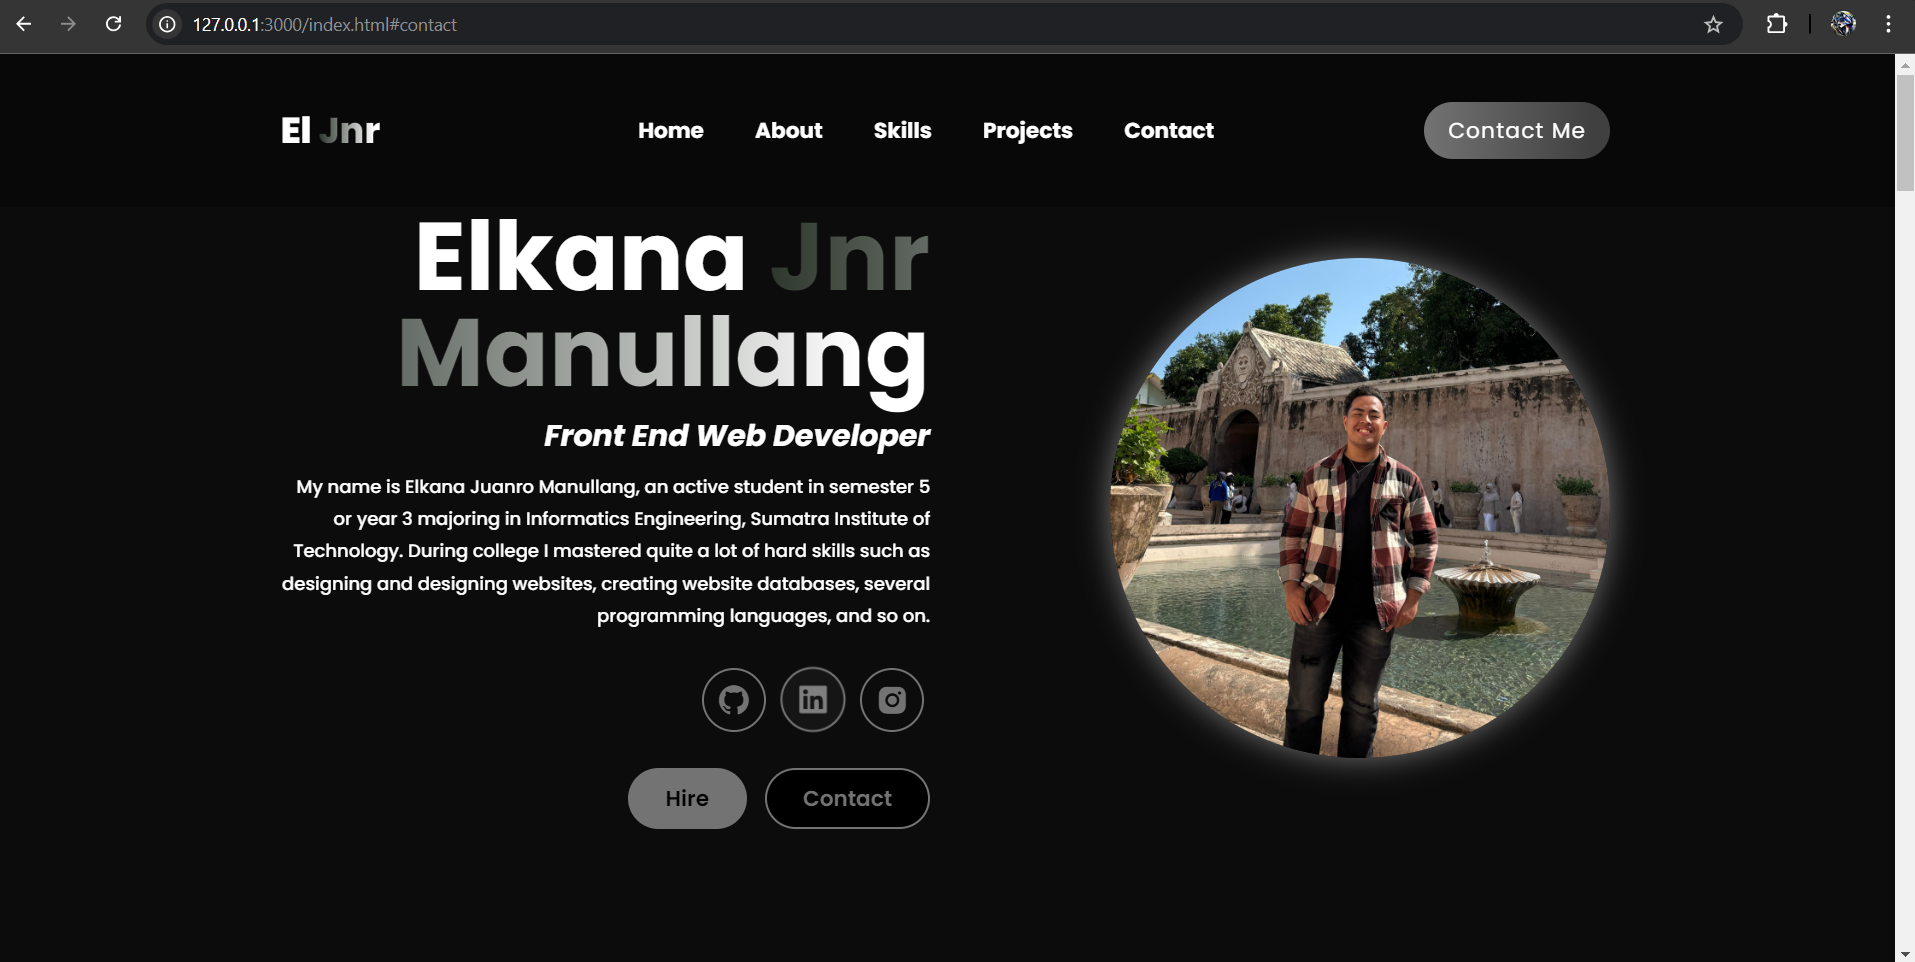 127.0.0.1:3000/index.html#contact
El Jnr
Home About Skills Projects Contact
Contact Me
Elkana Jnr
Manullang
Front End Web Developer
My name is Elkana Juanro Manullang, an active student in semester 5
or year 3 majoring in Informatics Engineering, Sumatra Institute of
Technology. During college I mastered quite a lot of hard skills such as
designing and designing websites, creating website databases, several
programming languages, and so on.
in
Hire Contact